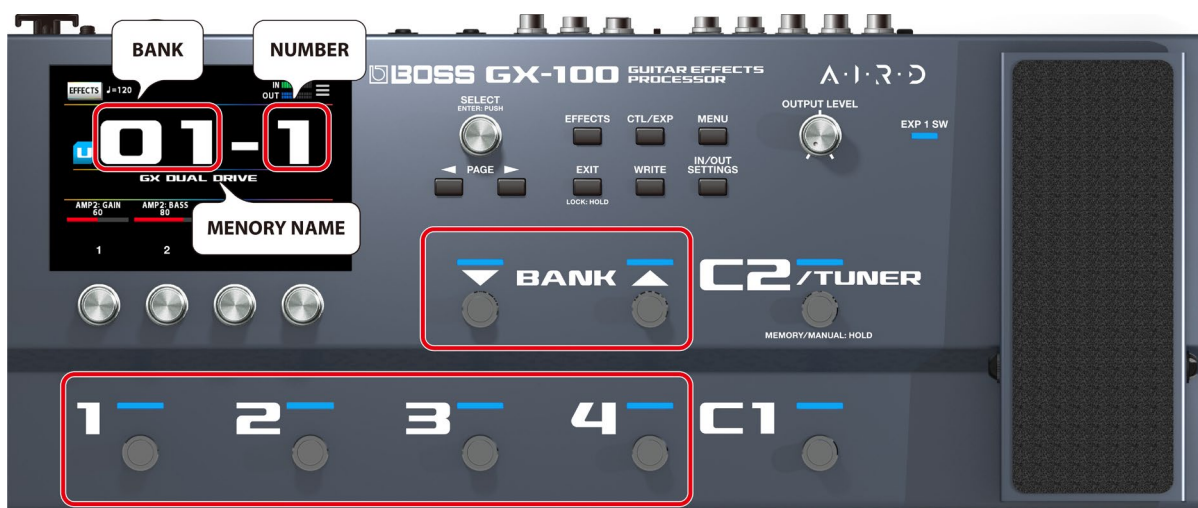 BANK
NUMBER
EFFECTS ♩=120
IN
OUT
U 01-1
GX DUAL DRIVE
AMP2: GAIN
60
AMP2: BASS
80
MENORY NAME
1 2
BOSS GX-100 GUITAR EFFECTS PROCESSOR
A·I·R·D
SELECT
ENTER: PUSH
EFFECTS CTL/EXP MENU
OUTPUT LEVEL
EXP 1 SW
◄ PAGE ►
EXIT WRITE IN/OUT SETTINGS
LOCK: HOLD
▼ BANK ▲ C2/TUNER
MEMORY/MANUAL: HOLD
1 2 3 4 C1